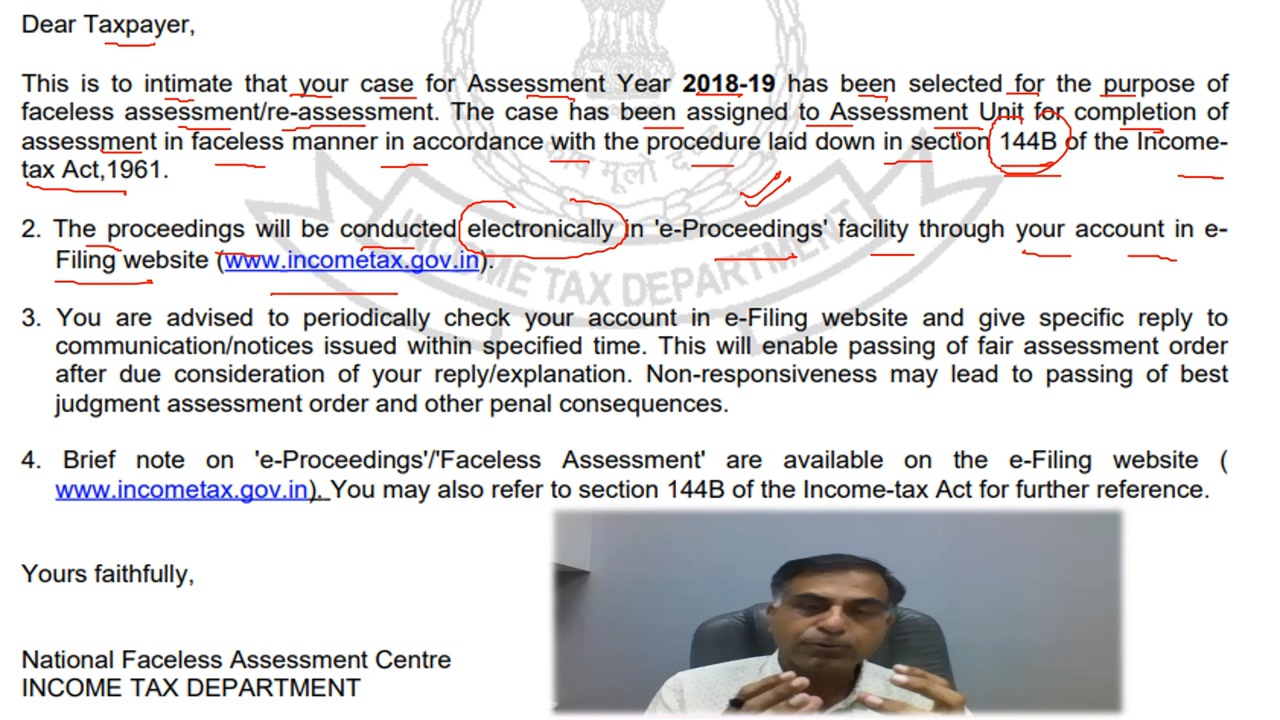 Dear Taxpayer,
This is to intimate that your case for Assessment Year 2018-19 has been selected for the purpose of
faceless assessment/re-assessment. The case has been assigned to Assessment Unit for completion of
assessment in faceless manner in accordance with the procedure laid down in section 144B of the Income-
tax Act,1961.
2. The proceedings will be conducted electronically in 'e-Proceedings' facility through your account in e-
Filing website (www.incometax.gov.in).
3. You are advised to periodically check your account in e-Filing website and give specific reply to
communication/notices issued within specified time. This will enable passing of fair assessment order
after due consideration of your reply/explanation. Non-responsiveness may lead to passing of best
judgment assessment order and other penal consequences.
4. Brief note on 'e-Proceedings'/'Faceless Assessment' are available on the e-Filing website (
www.incometax.gov.in). You may also refer to section 144B of the Income-tax Act for further reference.
Yours faithfully,
National Faceless Assessment Centre
INCOME TAX DEPARTMENT
कोष मूलो दण्डः
INCOME TAX DEPARTMENT